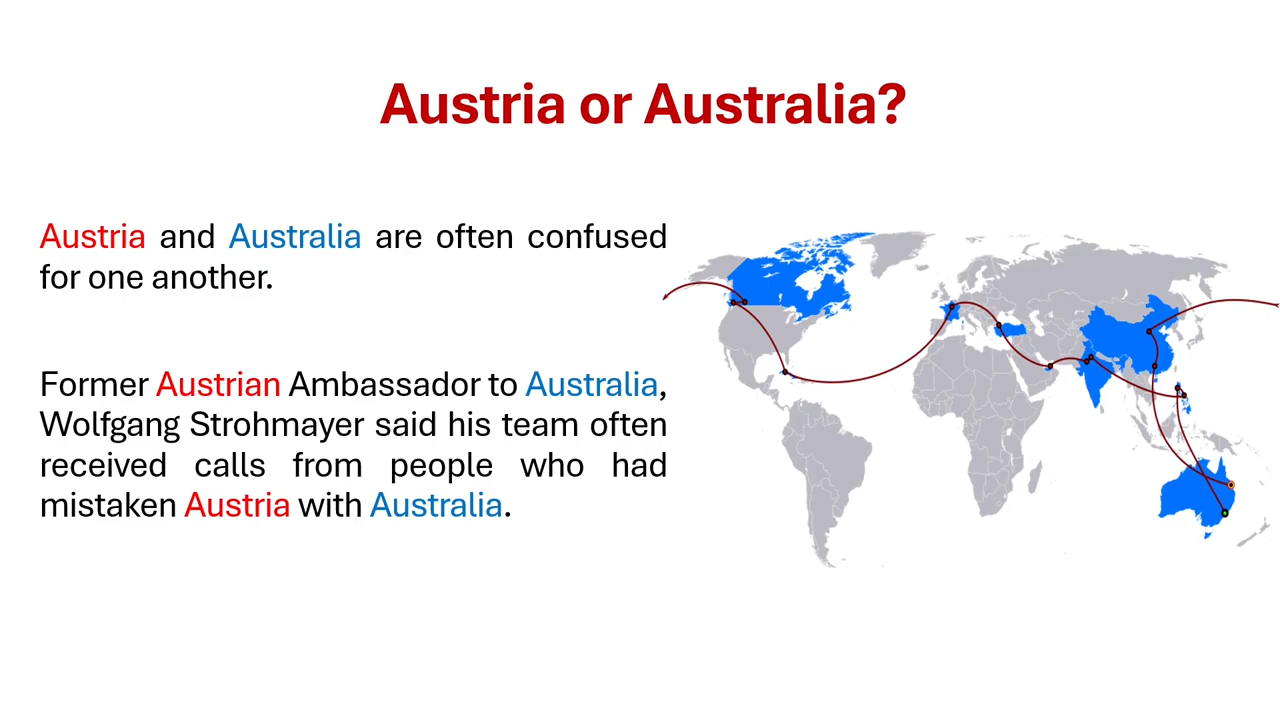 Austria or Australia?
Austria and Australia are often confused
for one another.
Former Austrian Ambassador to Australia,
Wolfgang Strohmayer said his team often
received calls from people who had
mistaken Austria with Australia.